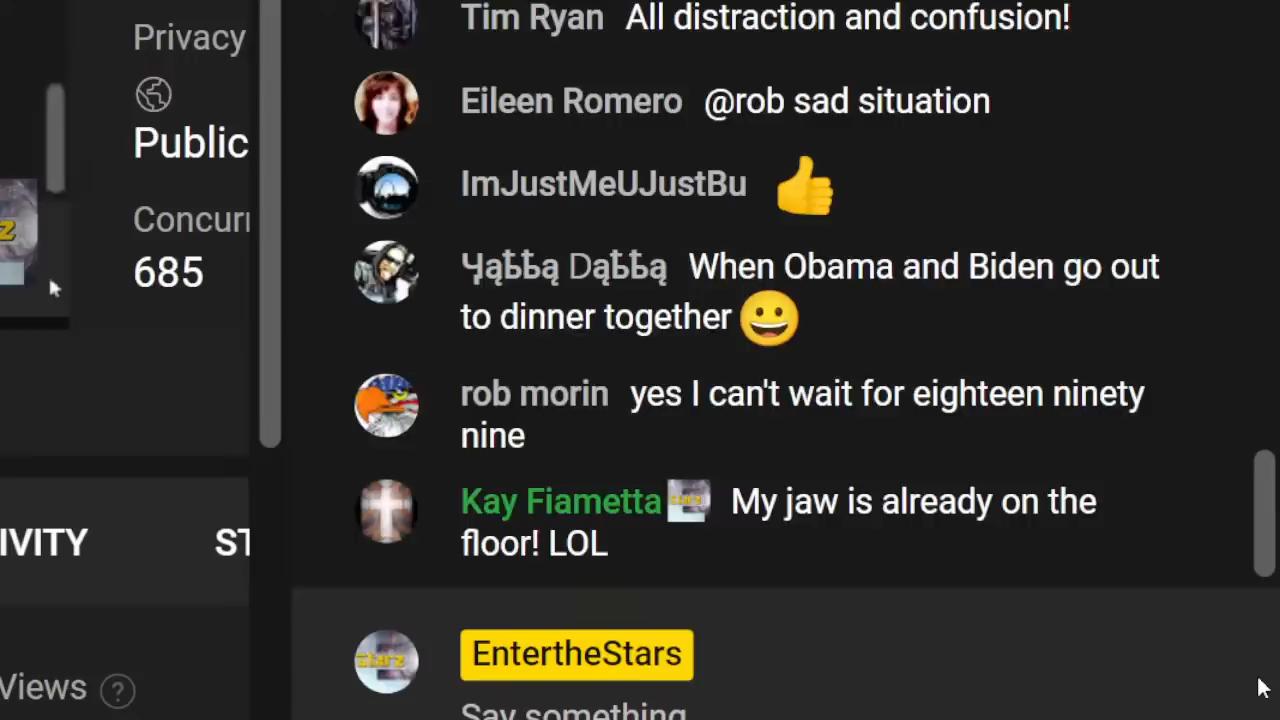 Privacy
Public
Concurr
685
IVITY
ST
Views ?
Tim Ryan All distraction and confusion!
Eileen Romero @rob sad situation
ImJustMeUJustBu 👍
Ⴗąҍҍą Dąҍҍą When Obama and Biden go out
to dinner together😀
rob morin yes I can't wait for eighteen ninety
nine
Kay Fiametta My jaw is already on the
floor! LOL
EntertheStars
Say something